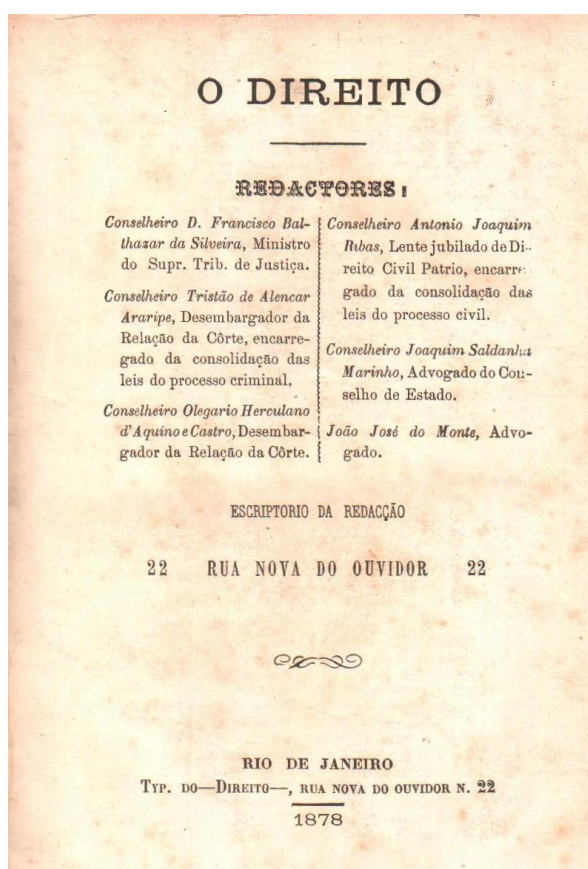 O DIREITO
REDACTORES:
Conselheiro D. Francisco Bal-
thazar da Silveira, Ministro
do Supr. Trib. de Justiça.
Conselheiro Tristão de Alencar
Araripe, Desembargador da
Relação da Côrte, encarre-
gado da consolidação das
leis do processo criminal.
Conselheiro Olegario Herculano
d'Aquino e Castro, Desembar-
gador da Relação da Côrte.
Conselheiro Antonio Joaquim
Ribas, Lente jubilado de Di-
reito Civil Patrio, encarre-
gado da consolidação das
leis do processo civil.
Conselheiro Joaquim Saldanha
Marinho, Advogado do Con-
selho de Estado.
João José do Monte, Advo-
gado.
ESCRIPTORIO DA REDACÇÃO
22 RUA NOVA DO OUVIDOR 22
RIO DE JANEIRO
TYP. DO—DIREITO—, RUA NOVA DO OUVIDOR N. 22
1878